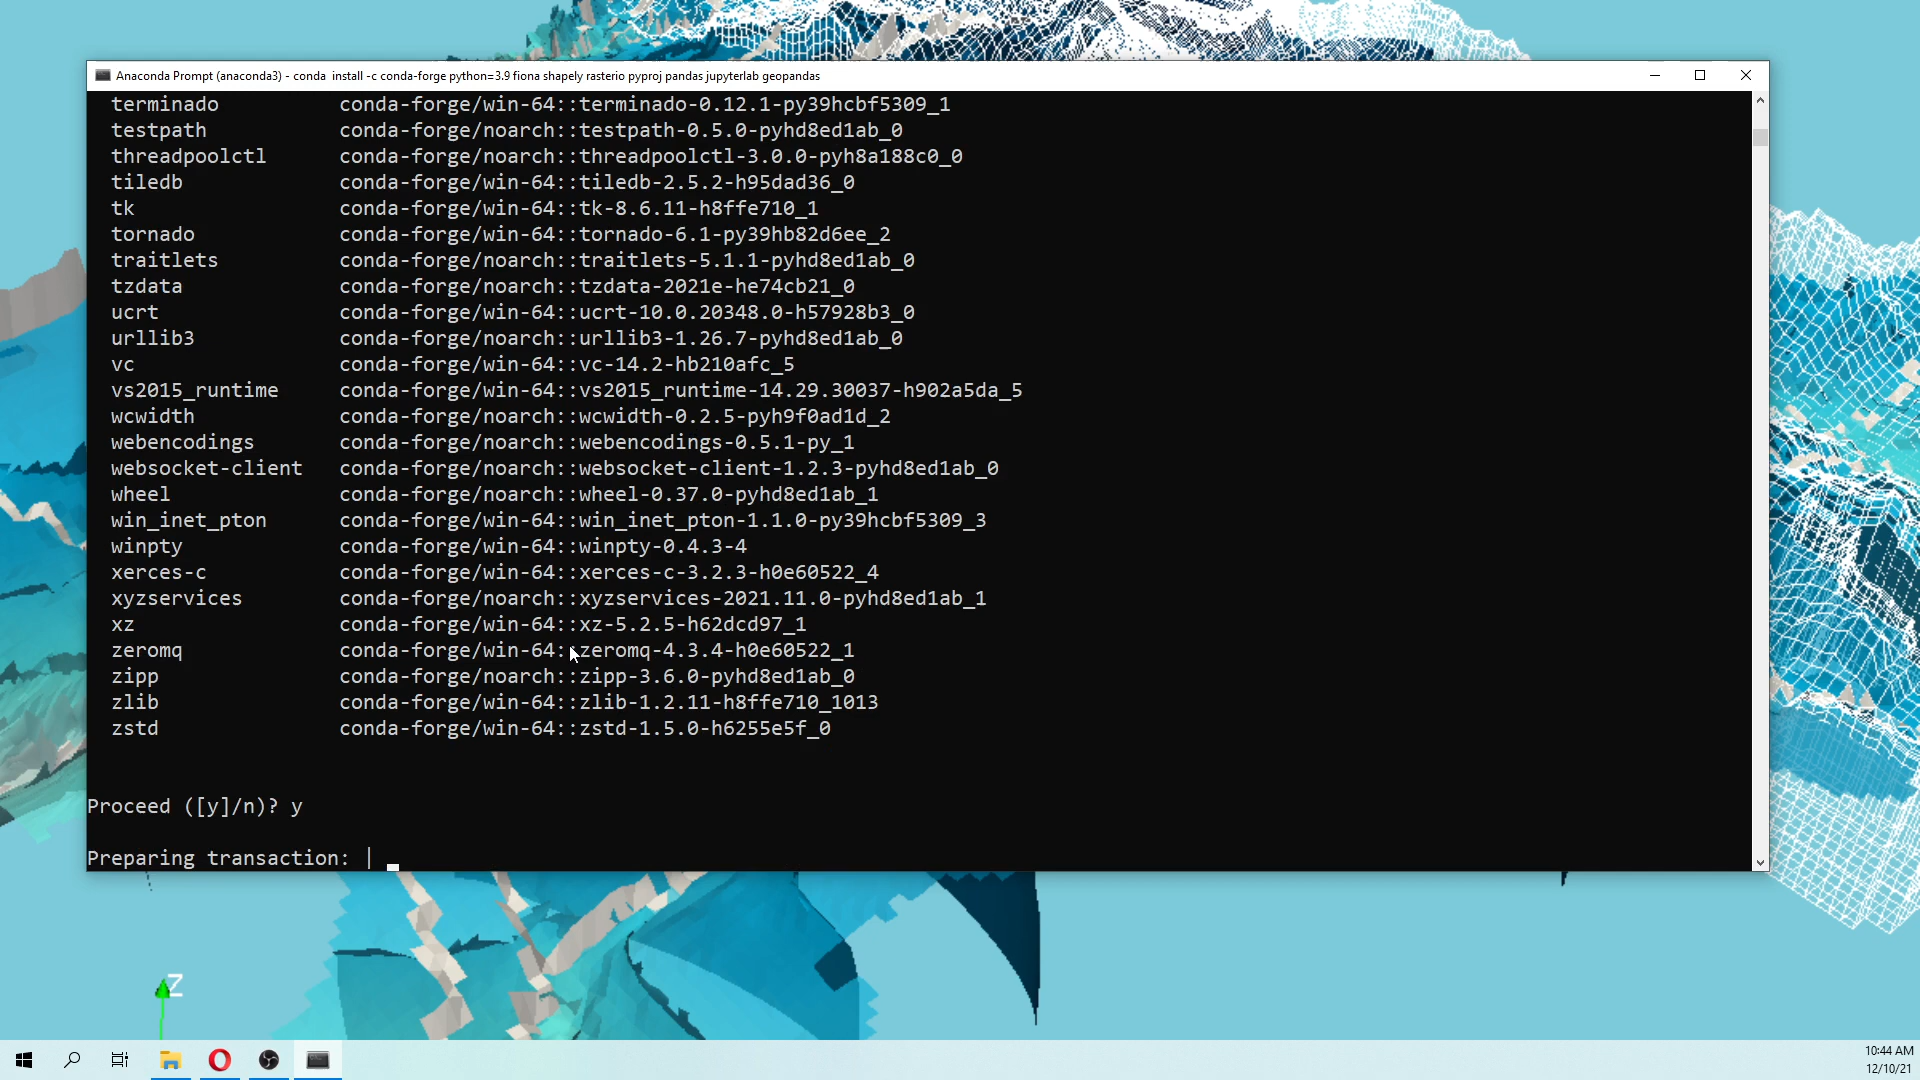 Anaconda Prompt (anaconda3) - conda  install -c conda-forge python=3.9 fiona shapely rasterio pyproj pandas jupyterlab geopandas
terminado          conda-forge/win-64::terminado-0.12.1-py39hcbf5309_1
testpath           conda-forge/noarch::testpath-0.5.0-pyhd8ed1ab_0
threadpoolctl      conda-forge/noarch::threadpoolctl-3.0.0-pyh8a188c0_0
tiledb             conda-forge/win-64::tiledb-2.5.2-h95dad36_0
tk                 conda-forge/win-64::tk-8.6.11-h8ffe710_1
tornado            conda-forge/win-64::tornado-6.1-py39hb82d6ee_2
traitlets          conda-forge/noarch::traitlets-5.1.1-pyhd8ed1ab_0
tzdata             conda-forge/noarch::tzdata-2021e-he74cb21_0
ucrt               conda-forge/win-64::ucrt-10.0.20348.0-h57928b3_0
urllib3            conda-forge/noarch::urllib3-1.26.7-pyhd8ed1ab_0
vc                 conda-forge/win-64::vc-14.2-hb210afc_5
vs2015_runtime     conda-forge/win-64::vs2015_runtime-14.29.30037-h902a5da_5
wcwidth            conda-forge/noarch::wcwidth-0.2.5-pyh9f0ad1d_2
webencodings       conda-forge/noarch::webencodings-0.5.1-py_1
websocket-client   conda-forge/noarch::websocket-client-1.2.3-pyhd8ed1ab_0
wheel              conda-forge/noarch::wheel-0.37.0-pyhd8ed1ab_1
win_inet_pton      conda-forge/win-64::win_inet_pton-1.1.0-py39hcbf5309_3
winpty             conda-forge/win-64::winpty-0.4.3-4
xerces-c           conda-forge/win-64::xerces-c-3.2.3-h0e60522_4
xyzservices        conda-forge/noarch::xyzservices-2021.11.0-pyhd8ed1ab_1
xz                 conda-forge/win-64::xz-5.2.5-h62dcd97_1
zeromq             conda-forge/win-64::zeromq-4.3.4-h0e60522_1
zipp               conda-forge/noarch::zipp-3.6.0-pyhd8ed1ab_0
zlib               conda-forge/win-64::zlib-1.2.11-h8ffe710_1013
zstd               conda-forge/win-64::zstd-1.5.0-h6255e5f_0
Proceed ([y]/n)? y
Preparing transaction: |
Z
10:44 AM
12/10/21